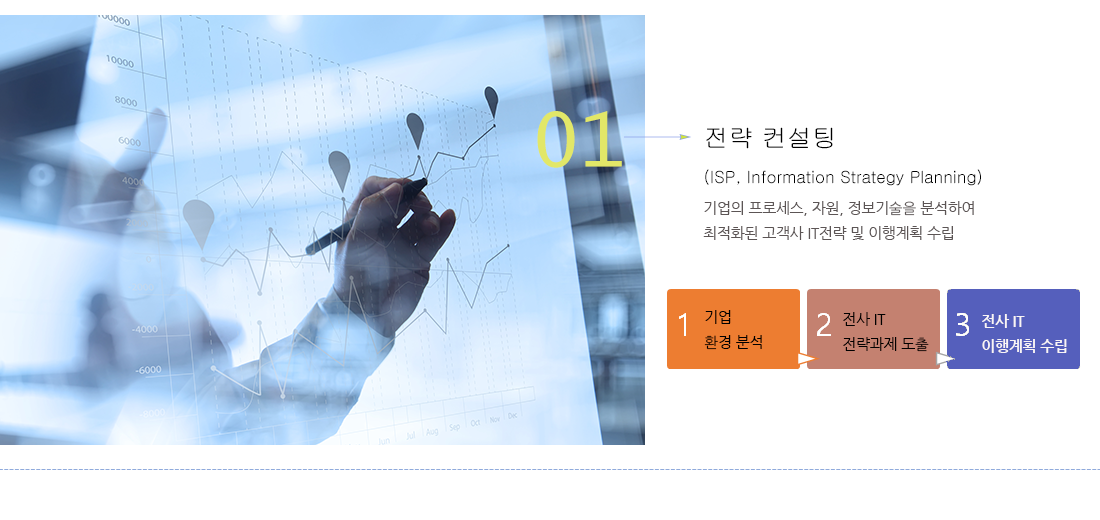 10000
8000
6000
4000
-4000
-6000
Jun Jul Aug Sep Oct Nov Dec
01
전략 컨설팅
(ISP, Information Strategy Planning)
기업의 프로세스, 자원, 정보기술을 분석하여
최적화된 고객사 IT전략 및 이행계획 수립
1 기업
환경 분석
2 전사 IT
전략과제 도출
3 전사 IT
이행계획 수립